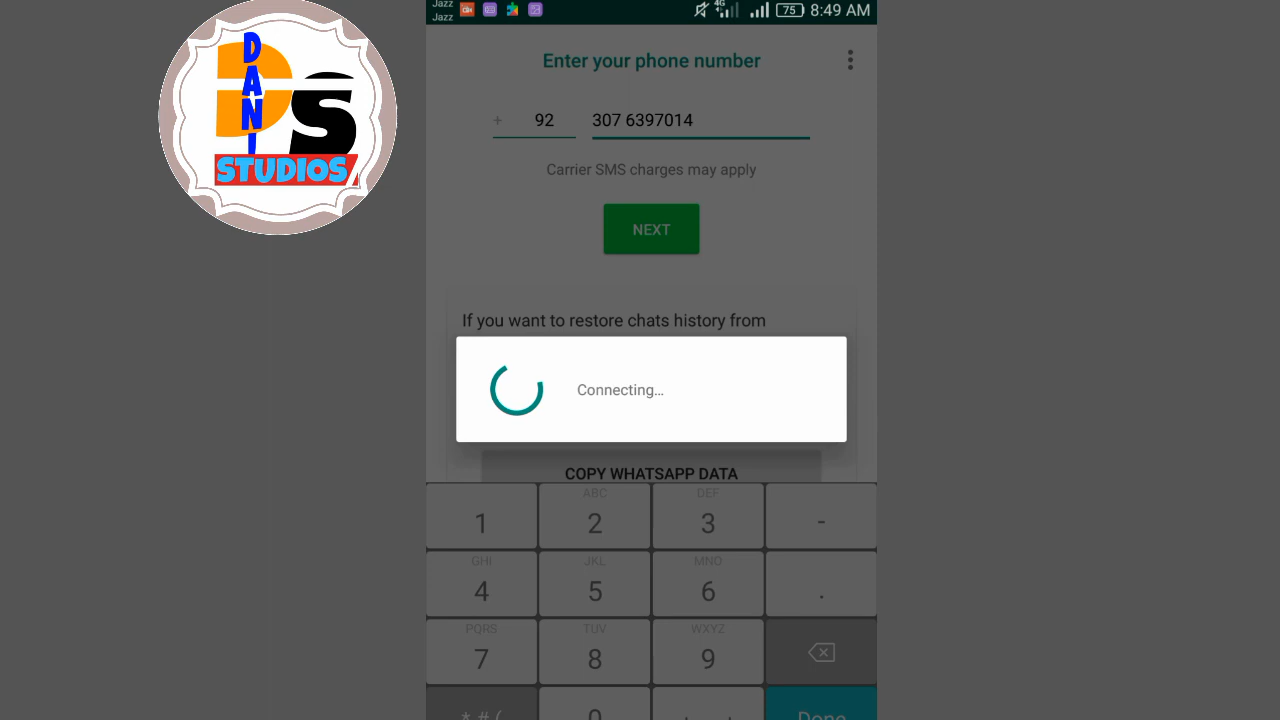 DANI
DS
STUDIOS
Jazz
Jazz
4G
75
8:49 AM
Enter your phone number
+ 92 307 6397014
Carrier SMS charges may apply
NEXT
If you want to restore chats history from
Connecting...
COPY WHATSAPP DATA
1
ABC
2
DEF
3
-
GHI
4
JKL
5
MNO
6
.
PQRS
7
TUV
8
WXYZ
9
* # (
0
Done